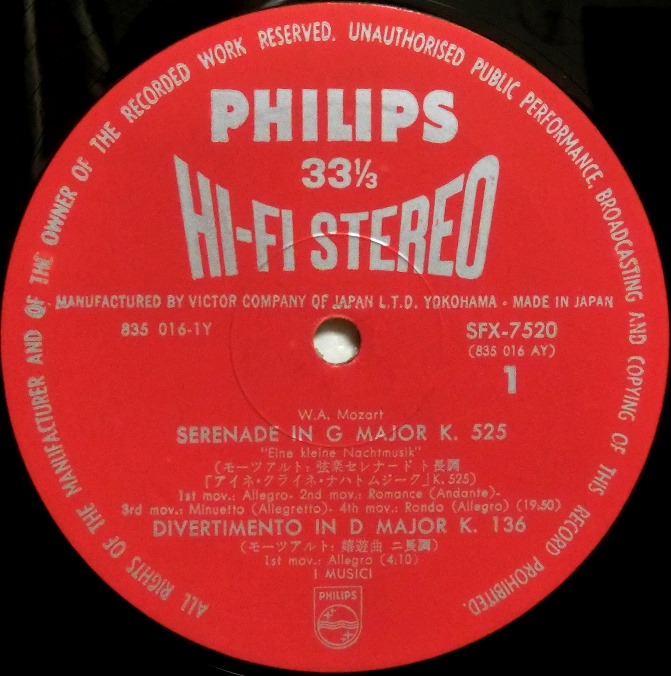 ALL RIGHTS OF THE MANUFACTURER AND OF THE OWNER OF THE RECORDED WORK RESERVED. UNAUTHORISED PUBLIC PERFORMANCE, BROADCASTING AND COPYING OF THIS RECORD PROHIBITED.
PHILIPS
33⅓
HI-FI STEREO
MANUFACTURED BY VICTOR COMPANY OF JAPAN L.T.D. YOKOHAMA • MADE IN JAPAN
835 016-1Y
SFX-7520
(835 016 AY)
1
W.A. Mozart
SERENADE IN G MAJOR K. 525
"Eine kleine Nachtmusik"
(モーツアルト: 弦楽セレナード ト長調
「アイネ・クライネ・ナハトムジーク」K. 525)
1st mov.: Allegro- 2nd mov.: Romance (Andante)-
3rd mov.: Minuetto (Allegretto)- 4th mov.: Rondo (Allegro) (19:50)
DIVERTIMENTO IN D MAJOR K. 136
(モーツアルト: 嬉遊曲 ニ長調)
1st mov.: Allegro (4:10)
I MUSICI
PHILIPS